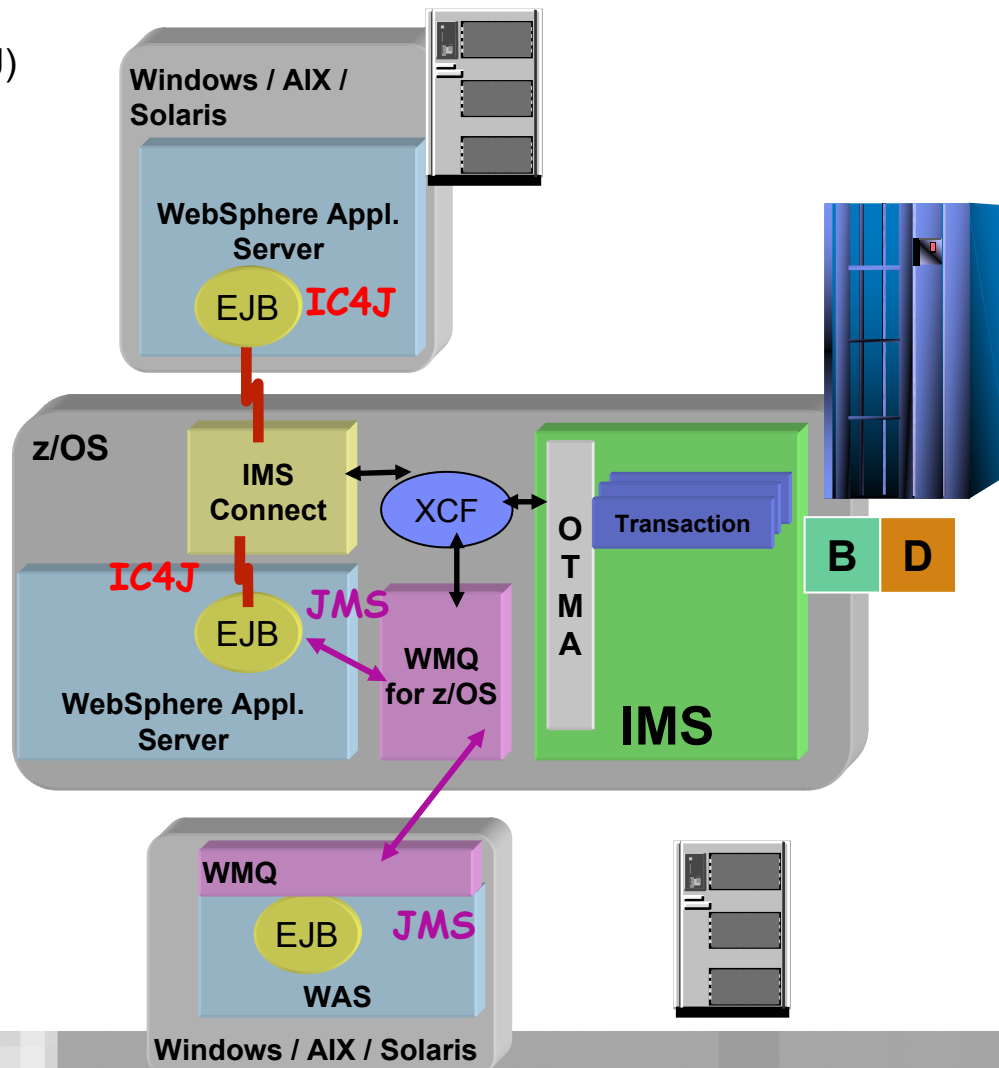 J)
Windows / AIX /
Solaris
WebSphere Appl.
Server
EJB
IC4J
z/OS
IMS
Connect
XCF
O
T
M
A
Transaction
B
D
IC4J
JMS
EJB
WMQ
for z/OS
WebSphere Appl.
Server
IMS
WMQ
EJB
JMS
WAS
Windows / AIX / Solaris